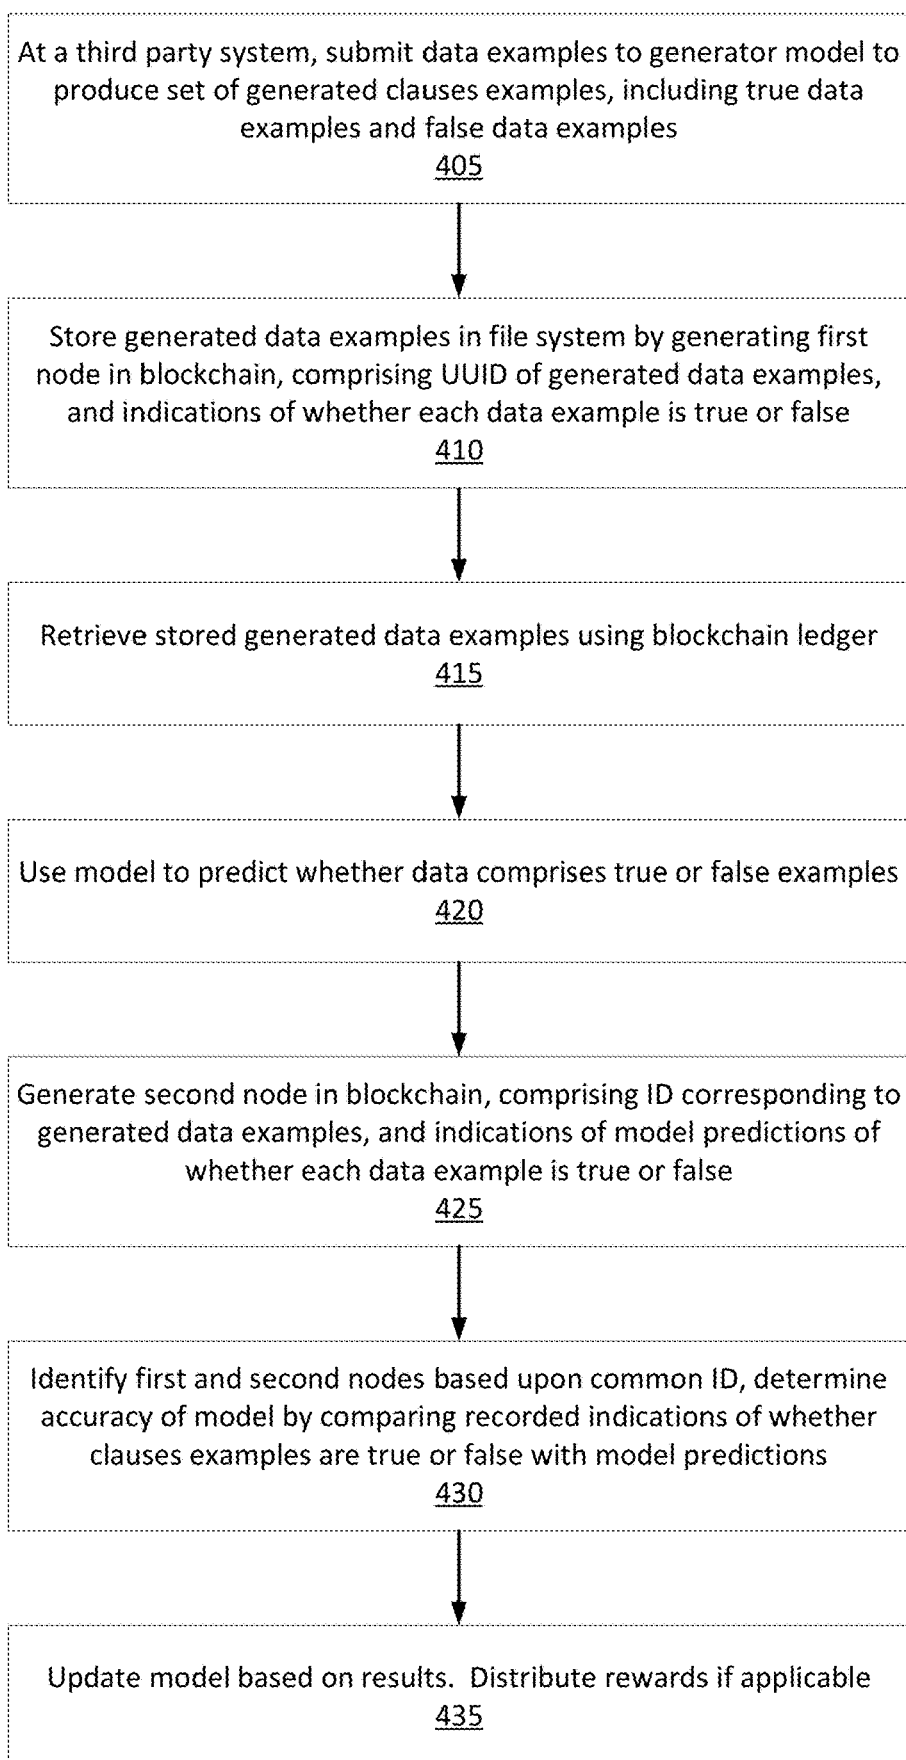 At a third party system, submit data examples to generator model to
produce set of generated clauses examples, including true data
examples and false data examples
405
Store generated data examples in file system by generating first
node in blockchain, comprising UUID of generated data examples,
and indications of whether each data example is true or false
410
Retrieve stored generated data examples using blockchain ledger
415
Use model to predict whether data comprises true or false examples
420
Generate second node in blockchain, comprising ID corresponding to
generated data examples, and indications of model predictions of
whether each data example is true or false
425
Identify first and second nodes based upon common ID, determine
accuracy of model by comparing recorded indications of whether
clauses examples are true or false with model predictions
430
Update model based on results.  Distribute rewards if applicable
435